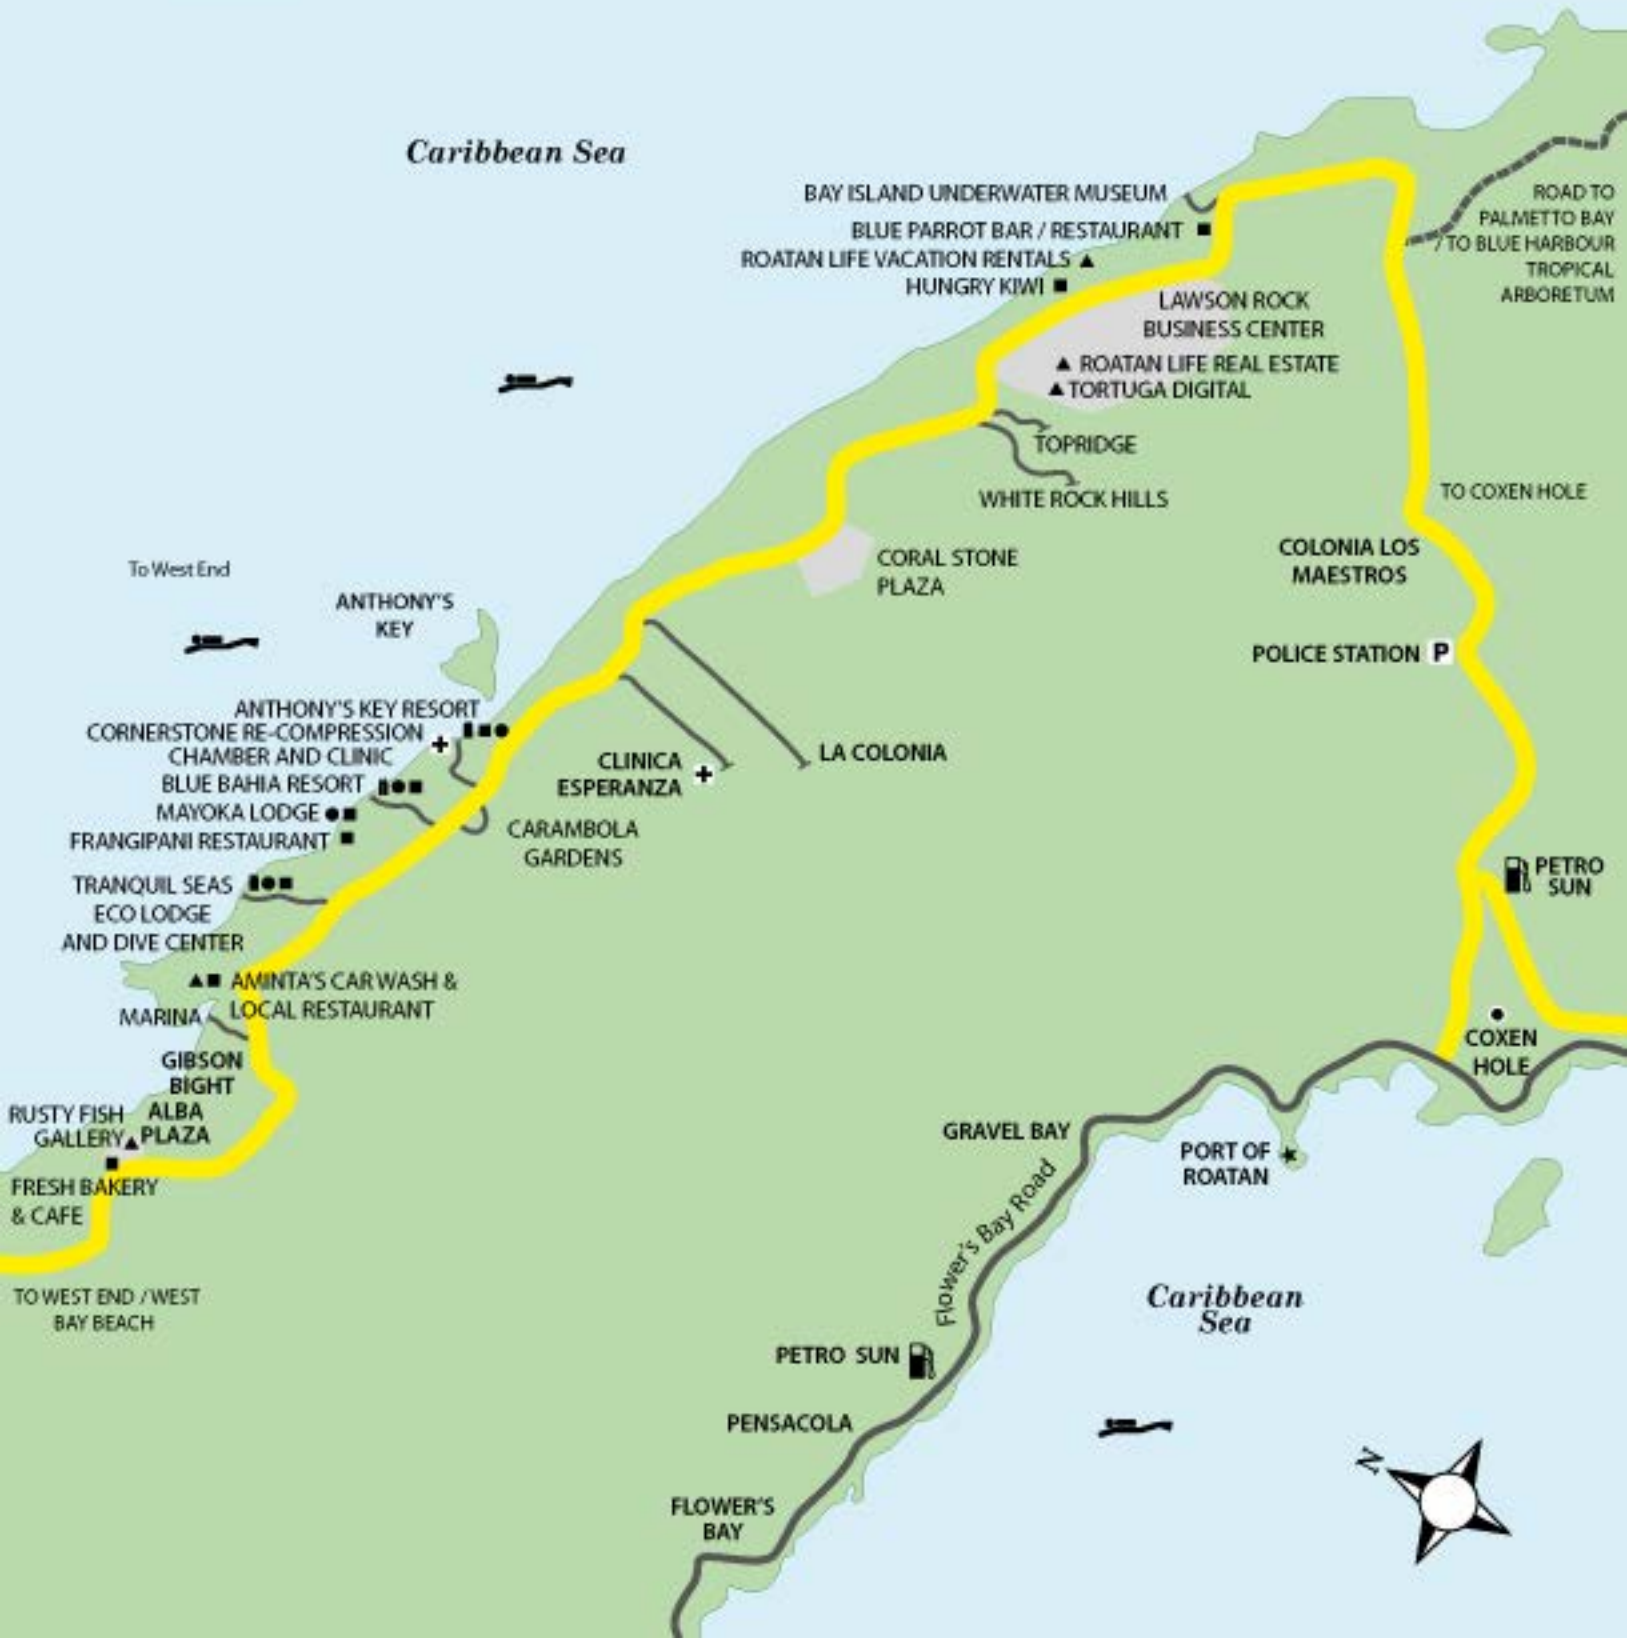 Caribbean Sea
BAY ISLAND UNDERWATER MUSEUM
BLUE PARROT BAR / RESTAURANT
ROATAN LIFE VACATION RENTALS
HUNGRY KIWI
ROAD TO
PALMETTO BAY
/ TO BLUE HARBOUR
TROPICAL
ARBORETUM
LAWSON ROCK
BUSINESS CENTER
ROATAN LIFE REAL ESTATE
TORTUGA DIGITAL
TOPRIDGE
WHITE ROCK HILLS
TO COXEN HOLE
CORAL STONE
PLAZA
COLONIA LOS
MAESTROS
POLICE STATION P
To West End
ANTHONY'S
KEY
ANTHONY'S KEY RESORT
CORNERSTONE RE-COMPRESSION
CHAMBER AND CLINIC
BLUE BAHIA RESORT
MAYOKA LODGE
FRANGIPANI RESTAURANT
CLINICA
ESPERANZA
LA COLONIA
CARAMBOLA
GARDENS
TRANQUIL SEAS
ECO LODGE
AND DIVE CENTER
AMINTA'S CAR WASH &
LOCAL RESTAURANT
MARINA
GIBSON
BIGHT
RUSTY FISH
GALLERY
ALBA
PLAZA
FRESH BAKERY
& CAFE
TO WEST END / WEST
BAY BEACH
PETRO
SUN
COXEN
HOLE
GRAVEL BAY
PORT OF
ROATAN
Flower's Bay Road
Caribbean
Sea
PETRO SUN
PENSACOLA
FLOWER'S
BAY
N